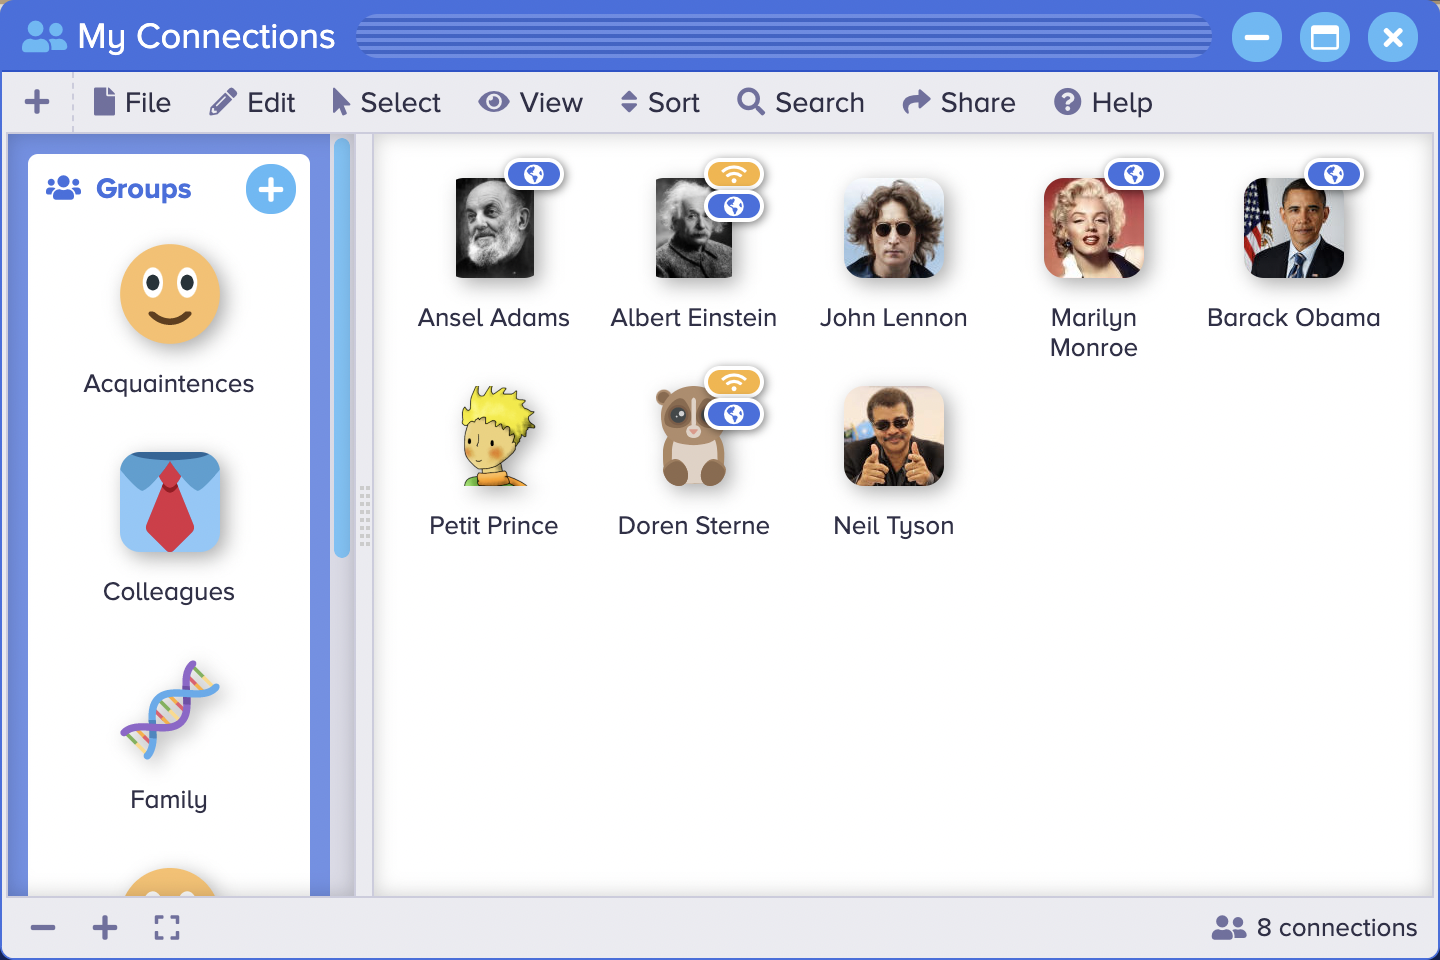 My Connections
File Edit Select View Sort Search Share Help
Groups
Acquaintences
Colleagues
Family
Ansel Adams Albert Einstein John Lennon Marilyn Monroe Barack Obama
Petit Prince Doren Sterne Neil Tyson
8 connections